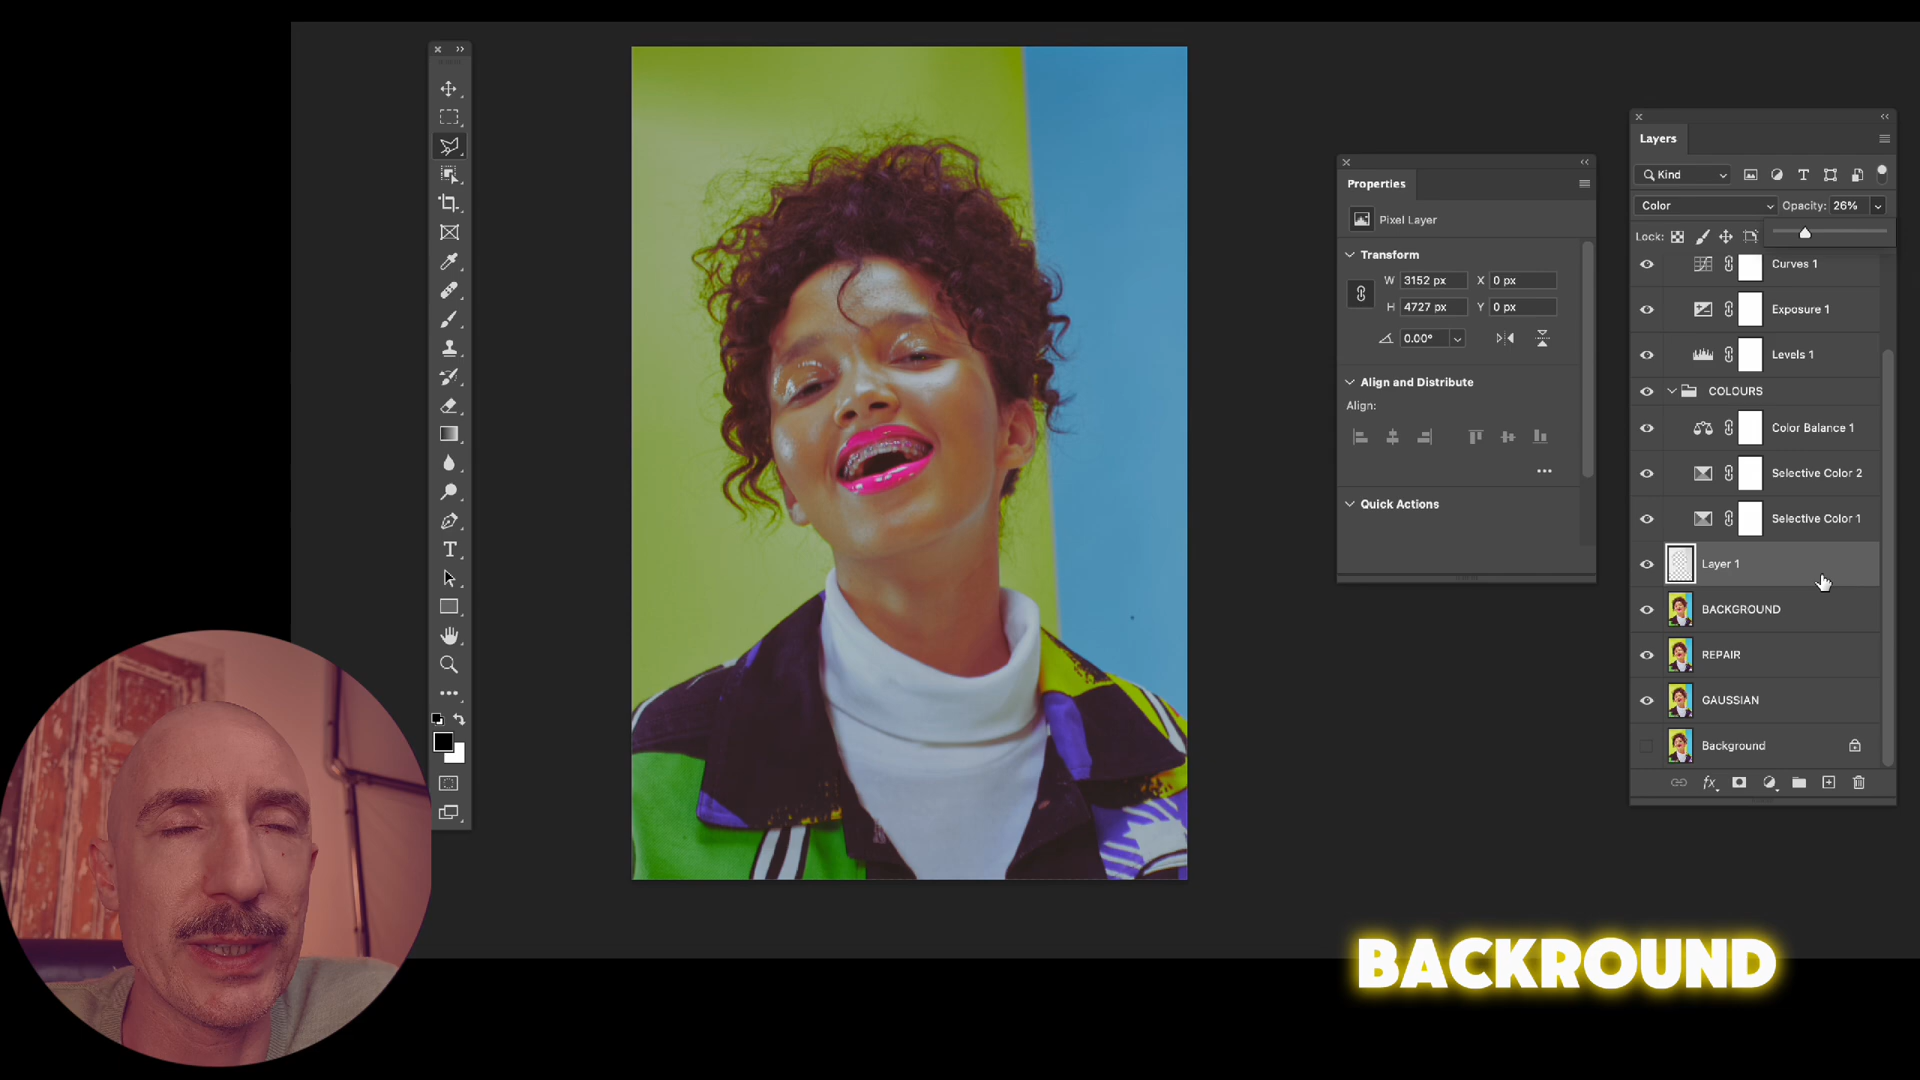 Properties
Pixel Layer
Transform
W 3152 px X 0 px
H 4727 px Y 0 px
0.00°
Align and Distribute
Align:
Quick Actions
Layers
Kind
Color Opacity: 26%
Lock:
Curves 1
Exposure 1
Levels 1
COLOURS
Color Balance 1
Selective Color 2
Selective Color 1
Layer 1
BACKGROUND
REPAIR
GAUSSIAN
Background
fx
BACKROUND